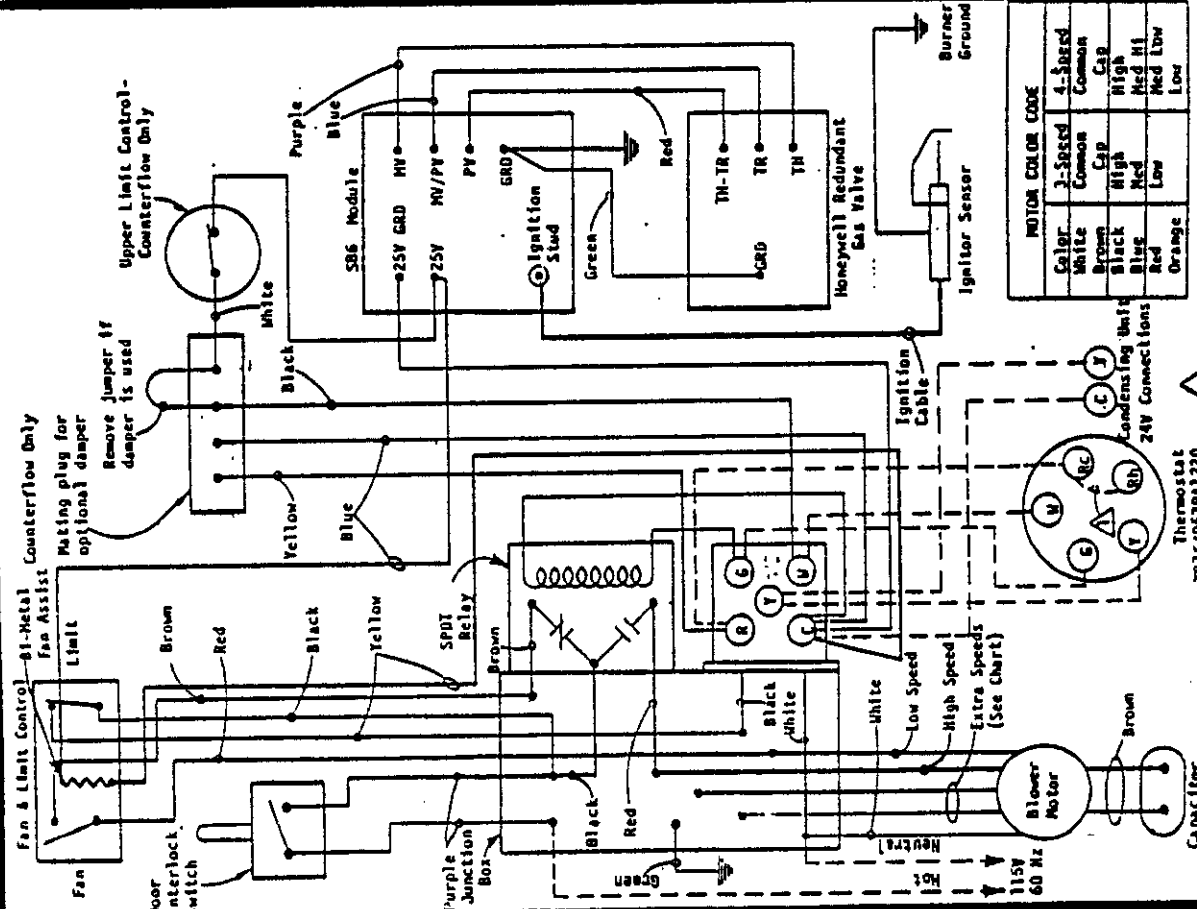 Fan & Limit Control
Bi-Metal
Fan Assist
Limit
Fan
Counterflow Only
Mating plug for
optional damper
Remove jumper if
damper is used
Upper Limit Control-
Counterflow Only
White
Purple
Blue
S86 Module
25V GRD
25V
MV
MV/PV
PV
GRD
Ignition
Stud
Green
Red
TH-TR
TR
TH
GRD
Honeywell Redundant
Gas Valve
Burner
Ground
Ignitor Sensor
Ignition
Cable
Black
Blue
Yellow
Brown
Red
Black
Yellow
SPDT
Relay
Brown
R
G
Y
C
W
Black
White
Red
Black
Purple
Junction
Box
Green
White
Low Speed
High Speed
Extra Speeds
(See Chart)
Neutral
Hot
115V
60 Hz
Blower
Motor
Brown
Capacitor
W
RC
Rh
G
Y
Thermostat
C
Y
Condensing Unit
24V Connections
MOTOR COLOR CODE
Color 3-Speed 4-Speed
White Common Common
Brown Cap Cap
Black High High
Blue Med Med Hi
Red Low Med Low
Orange Low